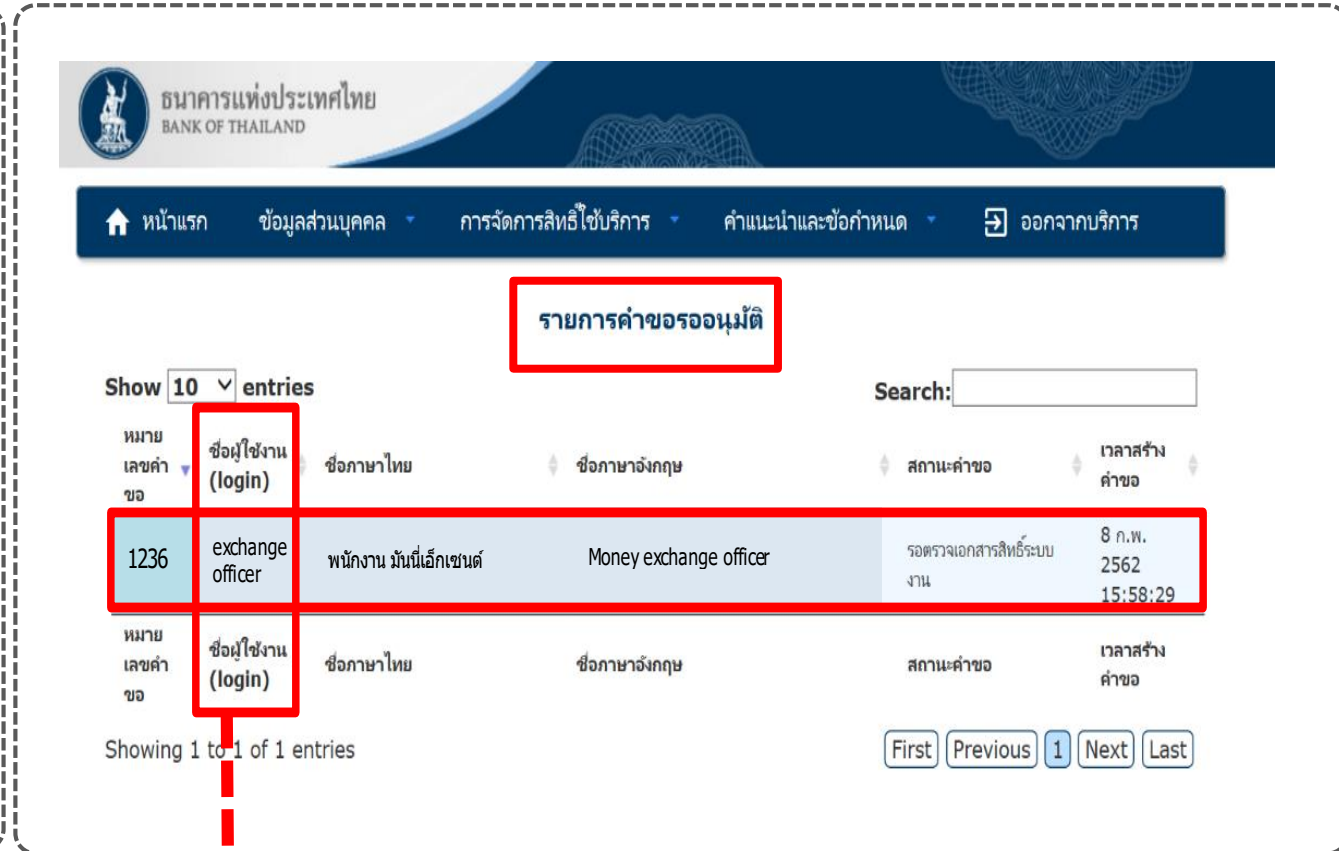 ธนาคารแห่งประเทศไทย
BANK OF THAILAND
หน้าแรก ข้อมูลส่วนบุคคล การจัดการสิทธิ์ใช้บริการ คำแนะนำและข้อกำหนด ออกจากบริการ
รายการคำขอรออนุมัติ
Show 10 entries Search:
หมาย
เลขคำ
ขอ
ชื่อผู้ใช้งาน
(login)
ชื่อภาษาไทย
ชื่อภาษาอังกฤษ
สถานะคำขอ
เวลาสร้าง
คำขอ
1236
exchange
officer
พนักงาน มันนี่เอ็กเชนต์
Money exchange officer
รอตรวจเอกสารสิทธิ์ระบบ
งาน
8 ก.พ.
2562
15:58:29
หมาย
เลขคำ
ขอ
ชื่อผู้ใช้งาน
(login)
ชื่อภาษาไทย
ชื่อภาษาอังกฤษ
สถานะคำขอ
เวลาสร้าง
คำขอ
Showing 1 to 1 of 1 entries First Previous 1 Next Last